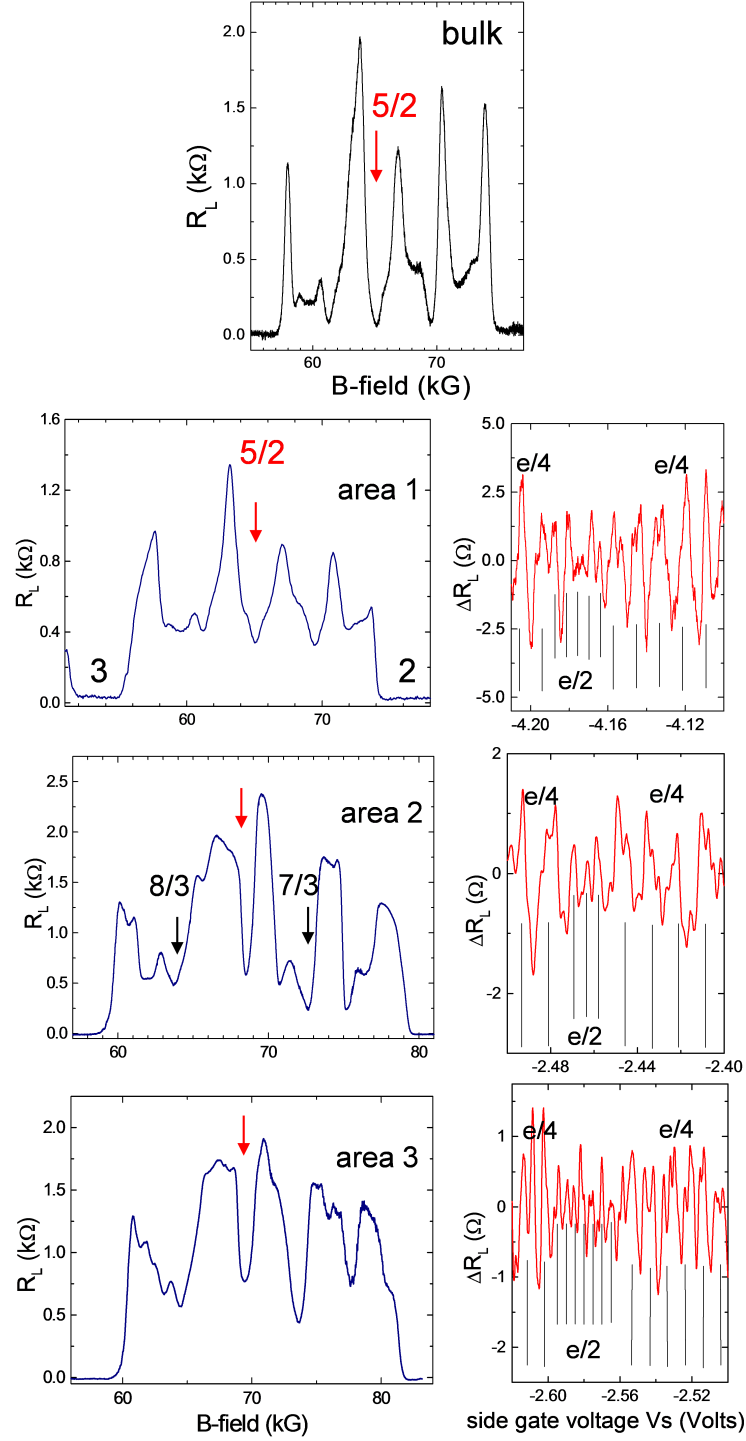 bulk
2.0
1.5
1.0
0.5
0.0
R_L (kΩ)
5/2
60
70
B-field (kG)
1.6
1.2
0.8
0.4
0.0
R_L (kΩ)
5/2
area 1
3
2
60
70
5.0
2.5
0.0
-2.5
-5.0
ΔR_L (Ω)
e/4
e/4
e/2
-4.20
-4.16
-4.12
2.5
2.0
1.5
1.0
0.5
0.0
R_L (kΩ)
area 2
8/3
7/3
60
70
80
2
0
-2
ΔR_L (Ω)
e/4
e/4
e/2
-2.48
-2.44
-2.40
2.0
1.5
1.0
0.5
0.0
R_L (kΩ)
area 3
60
70
80
B-field (kG)
1
0
-1
-2
ΔR_L (Ω)
e/4
e/4
e/2
-2.60
-2.56
-2.52
side gate voltage Vs (Volts)